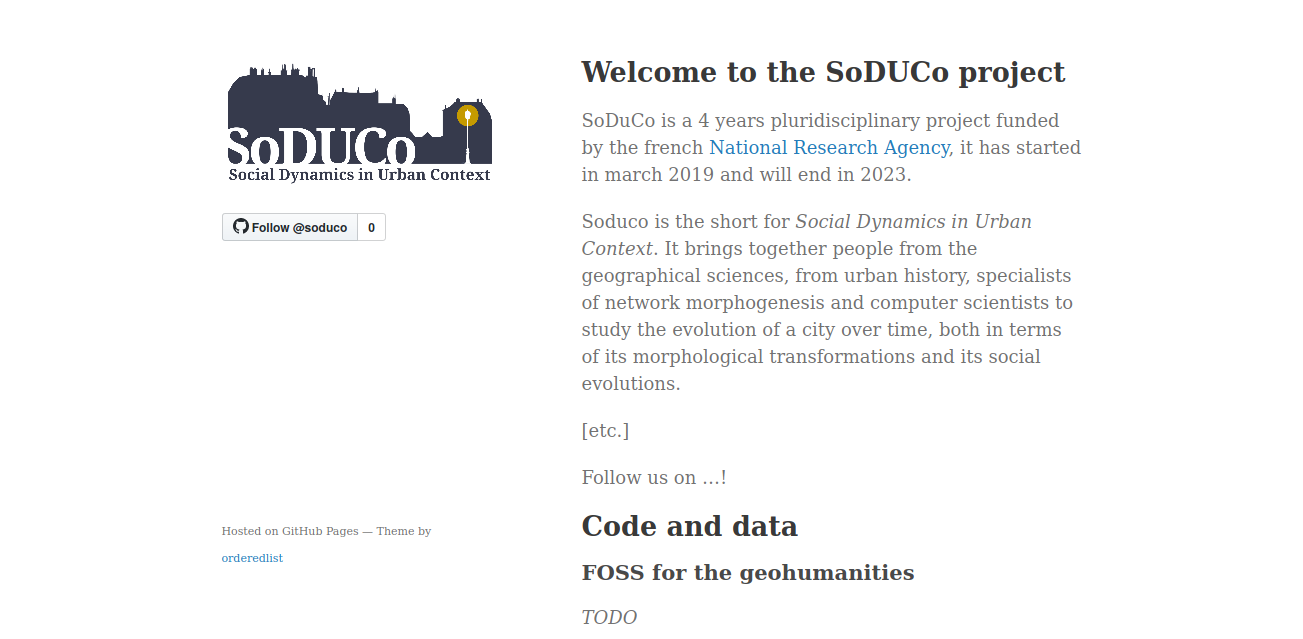 SoDUCo
Social Dynamics in Urban Context
Follow @soduco 0
Hosted on GitHub Pages — Theme by
orderedlist
Welcome to the SoDUCo project
SoDuCo is a 4 years pluridisciplinary project funded
by the french National Research Agency, it has started
in march 2019 and will end in 2023.
Soduco is the short for Social Dynamics in Urban
Context. It brings together people from the
geographical sciences, from urban history, specialists
of network morphogenesis and computer scientists to
study the evolution of a city over time, both in terms
of its morphological transformations and its social
evolutions.
[etc.]
Follow us on …!
Code and data
FOSS for the geohumanities
TODO